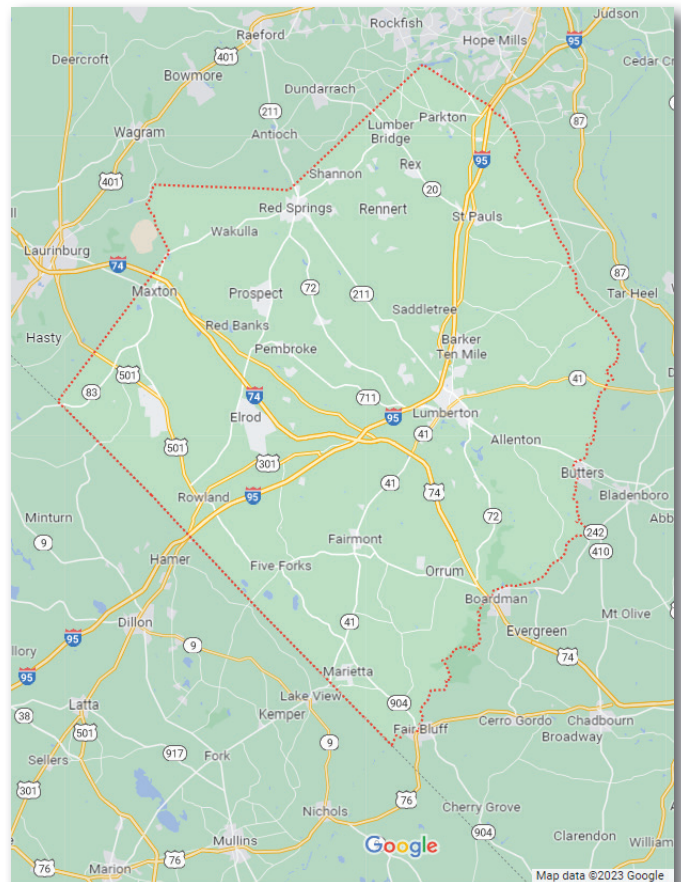 Rockfish
Judson
Raeford
Hope Mills
95
401
Deercroft
Cedar Cr
Bowmore
Dundarrach
211
Parkton
87
Lumber
Bridge
Wagram
Antioch
95
Rex
Shannon
401
20
Red Springs
Rennert
St Pauls
Wakulla
Laurinburg
74
87
72
Maxton
Prospect
211
Tar Heel
Saddletree
Red Banks
Hasty
Barker
Ten Mile
Pembroke
501
41
83
74
711
Lumberton
95
Elrod
41
Allenton
501
301
Butters
41
74
Rowland
95
Bladenboro
Minturn
72
Abb
9
242
Fairmont
410
Hamer
Five Forks
Orrum
Boardman
Mt Olive
Dillon
41
Evergreen
95
9
llory
74
95
Marietta
Lake View
904
Latta
Kemper
38
Cerro Gordo
Chadbourn
Fair Bluff
501
Broadway
917
Fork
9
Sellers
301
76
Nichols
Cherry Grove
904
Mullins
Google
Clarendon
William
76
76
Marion
Map data ©2023 Google